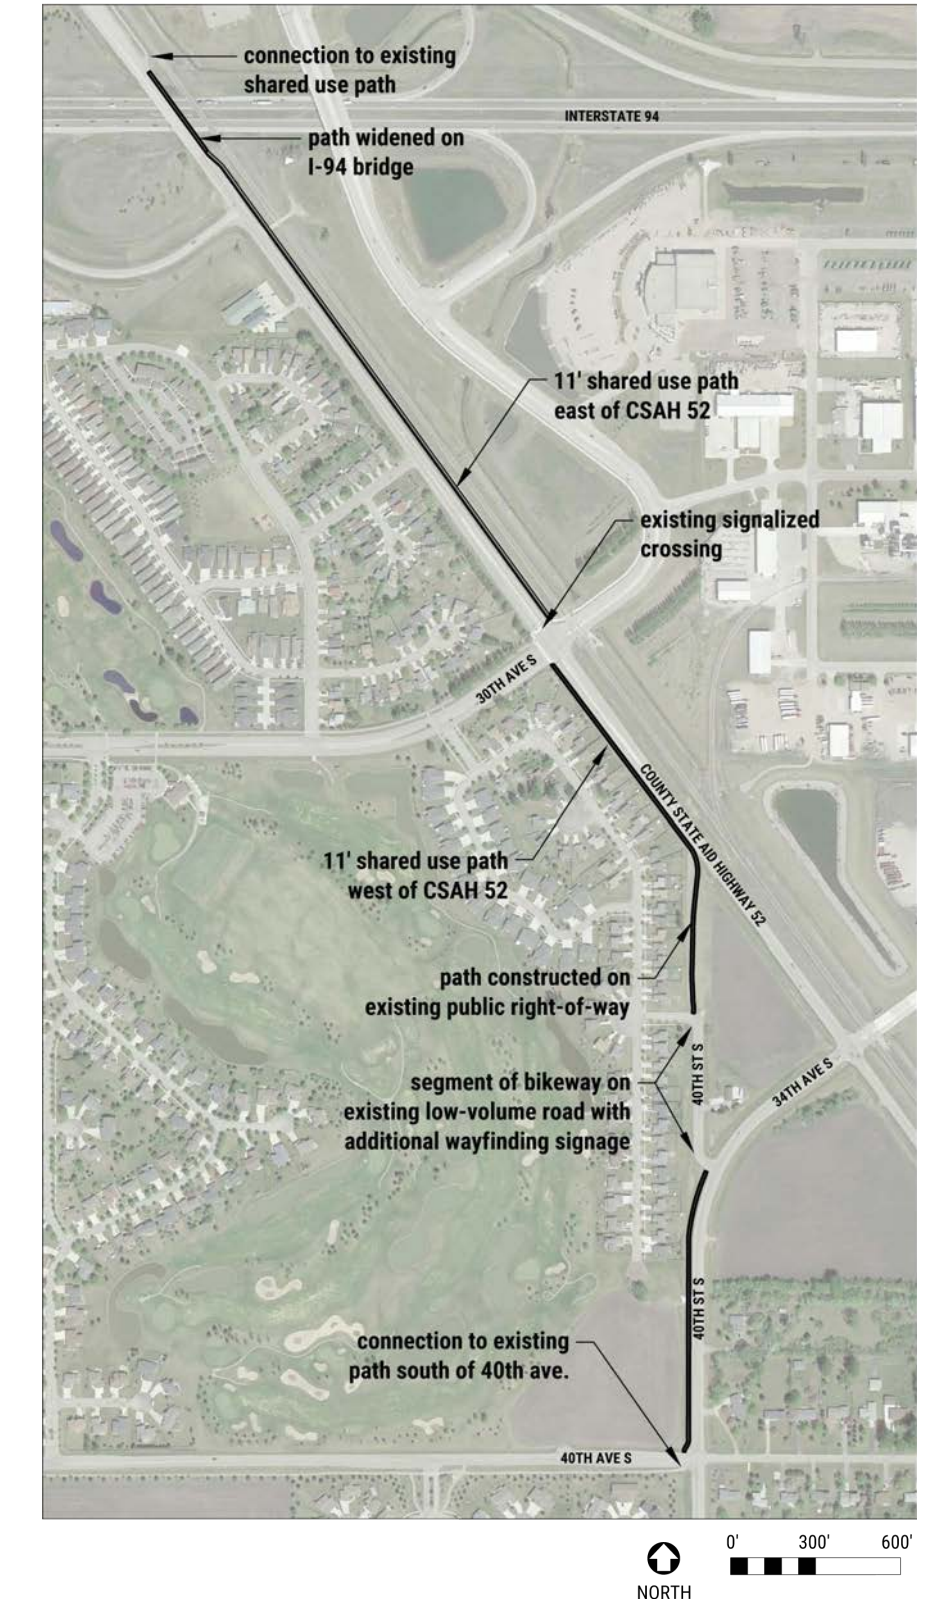 connection to existing
shared use path
INTERSTATE 94
path widened on
I-94 bridge
11' shared use path
east of CSAH 52
existing signalized
crossing
30TH AVE S
COUNTY STATE AID HIGHWAY 52
11' shared use path
west of CSAH 52
path constructed on
existing public right-of-way
40TH ST S
34TH AVE S
segment of bikeway on
existing low-volume road with
additional wayfinding signage
40TH ST S
connection to existing
path south of 40th ave.
40TH AVE S
0' 300' 600'
NORTH